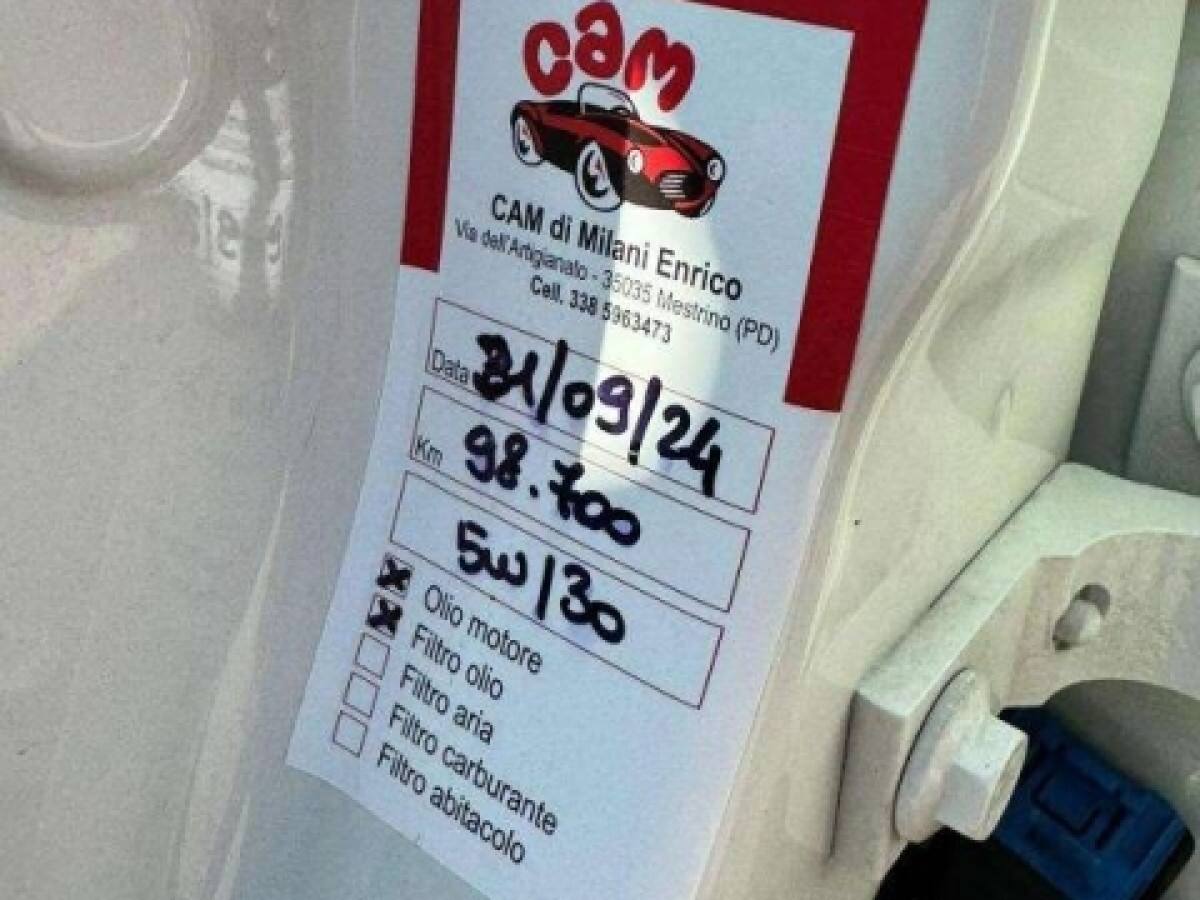 cam
CAM di Milani Enrico
Via dell'Artigianato - 35035 Mestrino (PD)
Cell. 338 5963473
Data 31/09/24
Km 98.700
5w/30
Olio motore
Filtro olio
Filtro aria
Filtro carburante
Filtro abitacolo